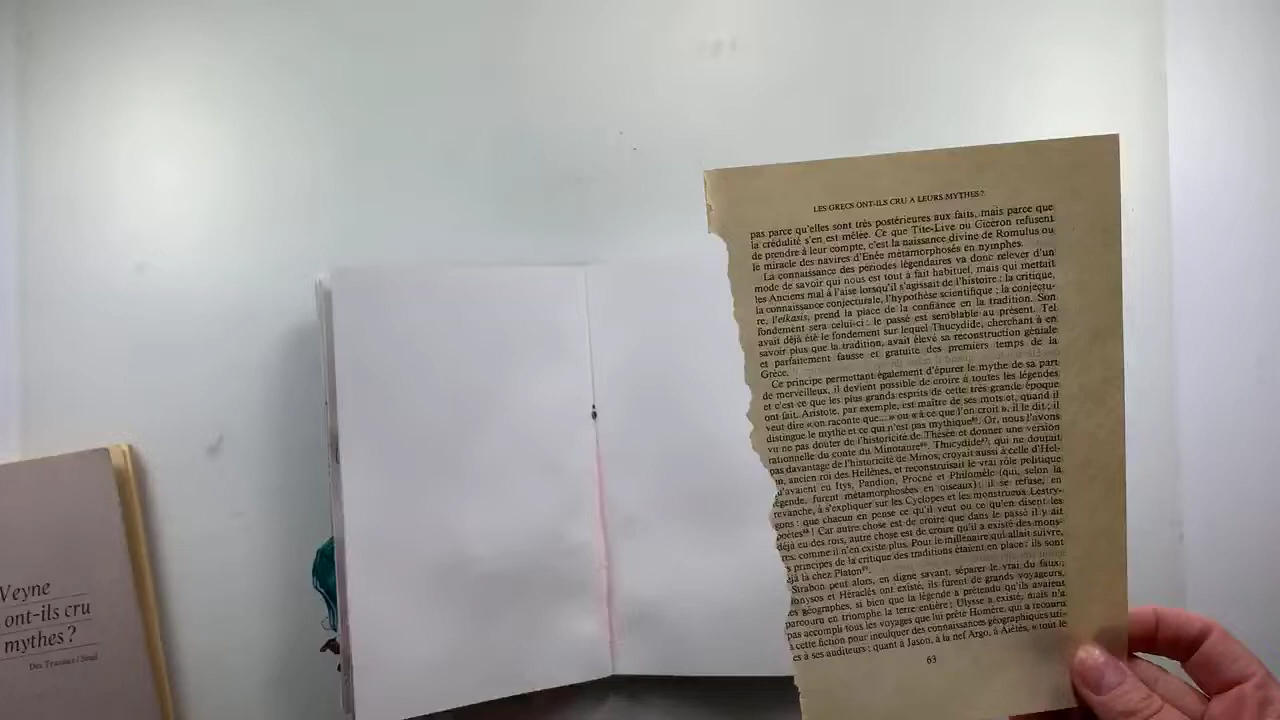 LES GRECS ONT-ILS CRU A LEURS MYTHES ?
pas parce qu'elles sont très postérieures aux faits, mais parce que
la crédulité s'en est mêlée. Ce que Tite-Live ou Cicéron refusent
de prendre à leur compte, c'est la naissance divine de Romulus ou
le miracle des navires d'Enée métamorphosés en nymphes.
La connaissance des périodes légendaires va donc relever d'un
mode de savoir qui nous est tout à fait habituel, mais qui mettait
les Anciens mal à l'aise lorsqu'il s'agissait de l'histoire : la critique,
la connaissance conjecturale, l'hypothèse scientifique ; la conjectu-
re, l'eikasis, prend la place de la confiance en la tradition. Son
fondement sera celui-ci : le passé est semblable au présent. Tel
avait déjà été le fondement sur lequel Thucydide, cherchant à en
savoir plus que la tradition, avait élevé sa reconstruction géniale
et parfaitement fausse et gratuite des premiers temps de la
Grèce.
Ce principe permettant également d'épurer le mythe de sa part
de merveilleux, il devient possible de croire à toutes les légendes
et c'est ce que les plus grands esprits de cette très grande époque
ont fait. Aristote, par exemple, est maître de ses mots et, quand il
veut dire « on raconte que... » ou « à ce que l'on croit », il le dit ; il
distingue le mythe et ce qui n'est pas mythique. Or, nous l'avons
vu ne pas douter de l'historicité de Thésée et donner une version
rationnelle du conte du Minotaure. Thucydide, qui ne doutait
pas davantage de l'historicité de Minos, croyait aussi à celle d'Hel-
n, ancien roi des Hellènes, et reconstruisait le vrai rôle politique
u'avaient eu Itys, Pandion, Procné et Philomèle (qui, selon la
égende, furent métamorphosées en oiseaux) ; il se refuse, en
revanche, à s'expliquer sur les Cyclopes et les monstrueux Lestry-
gons : que chacun en pense ce qu'il veut ou ce qu'en disent les
poètes ! Car autre chose est de croire que dans le passé il y ait
déjà eu des rois, autre chose est de croire qu'il a existé des mons-
res, comme il n'en existe plus. Pour le millénaire qui allait suivre,
s principes de la critique des traditions étaient en place : ils sont
éjà là chez Platon.
Strabon peut alors, en digne savant, séparer le vrai du faux :
ionysos et Héraclès ont existé, ils furent de grands voyageurs,
es géographes, si bien que la légende a prétendu qu'ils avaient
parcouru en triomphe la terre entière ; Ulysse a existé, mais n'a
pas accompli tous les voyages que lui prête Homère, qui a recouru
à cette fiction pour inculquer des connaissances géographiques uti-
es à ses auditeurs ; quant à Jason, à la nef Argo, à Aiétès, « tout le
63
Veyne
ont-ils cru
mythes ?
Des Travaux / Seuil